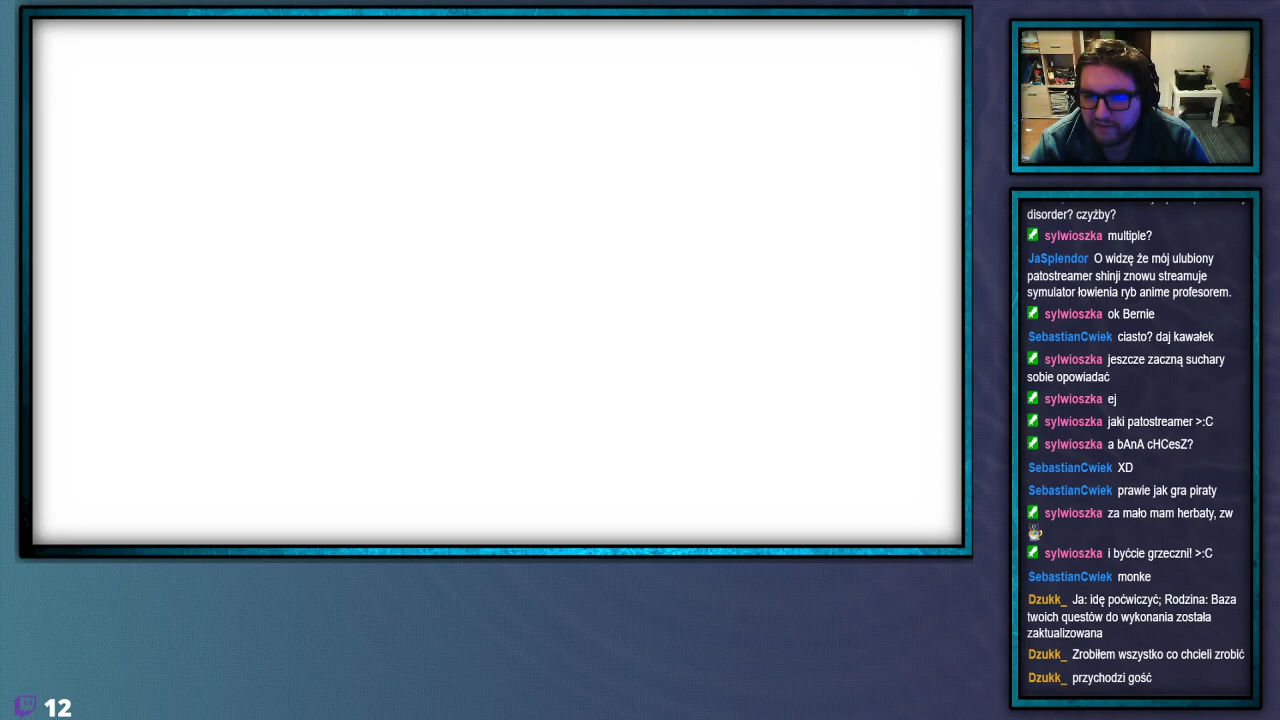 disorder? czyżby?
sylwioszka multiple?
JaSplendor O widzę że mój ulubiony
patostreamer shinji znowu streamuje
symulator łowienia ryb anime profesorem.
sylwioszka ok Bernie
SebastianCwiek ciasto? daj kawałek
sylwioszka jeszcze zaczną suchary
sobie opowiadać
sylwioszka ej
sylwioszka jaki patostreamer >:C
sylwioszka a bAnA cHCesZ?
SebastianCwiek XD
SebastianCwiek prawie jak gra piraty
sylwioszka za mało mam herbaty, zw
sylwioszka i byćcie grzeczni! >:C
SebastianCwiek monke
Dzukk_ Ja: idę poćwiczyć; Rodzina: Baza
twoich questów do wykonania została
zaktualizowana
Dzukk_ Zrobiłem wszystko co chcieli zrobić
Dzukk_ przychodzi gość
12